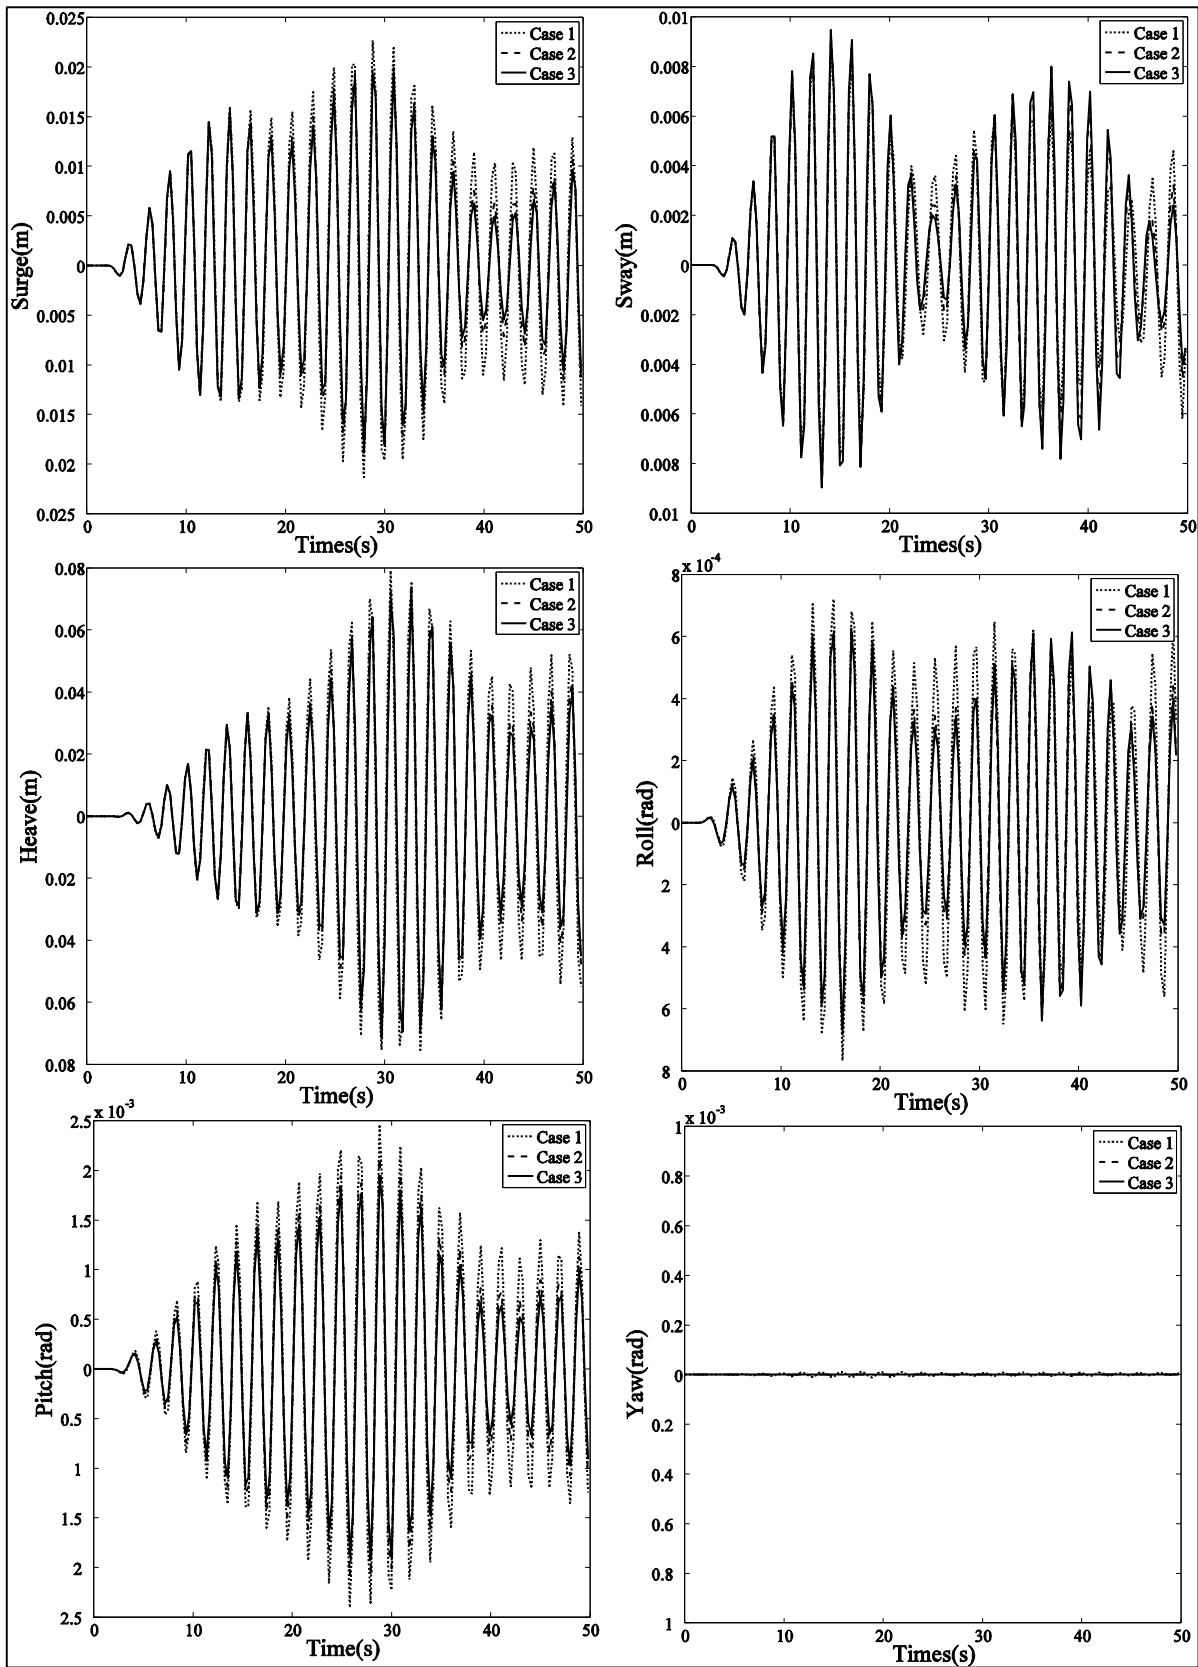 0.025
0.02
0.015
0.01
0.005
0
0.005
0.01
0.015
0.02
0.025
Surge(m)
0 10 20 30 40 50
Times(s)
Case 1
Case 2
Case 3
0.01
0.008
0.006
0.004
0.002
0
0.002
0.004
0.006
0.008
0.01
Sway(m)
0 10 20 30 40 50
Times(s)
Case 1
Case 2
Case 3
0.08
0.06
0.04
0.02
0
0.02
0.04
0.06
0.08
Heave(m)
0 10 20 30 40 50
Time(s)
Case 1
Case 2
Case 3
x 10-4
8
6
4
2
0
2
4
6
8
Roll(rad)
0 10 20 30 40 50
Time(s)
Case 1
Case 2
Case 3
x 10-3
2.5
2
1.5
1
0.5
0
0.5
1
1.5
2
2.5
Pitch(rad)
0 10 20 30 40 50
Time(s)
Case 1
Case 2
Case 3
x 10-3
1
0.8
0.6
0.4
0.2
0
0.2
0.4
0.6
0.8
1
Yaw(rad)
0 10 20 30 40 50
Times(s)
Case 1
Case 2
Case 3